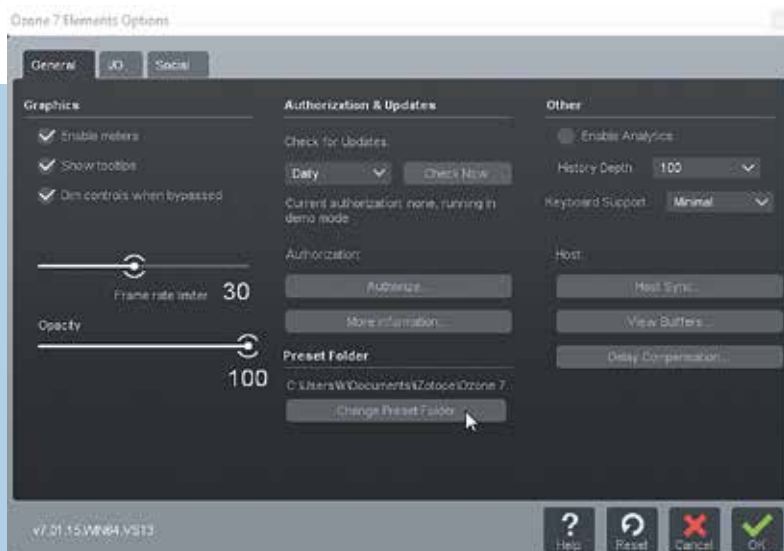 Ozone 7 Elements Options
General
I/O
Social
Graphics
Enable meters
Show tooltips
Dim controls when bypassed
Frame rate limiter 30
Opacity
100
Authorization & Updates
Check for Updates:
Daily
Check Now
Current authorization: none, running in
demo mode
Authorization:
Authorize...
More information...
Preset Folder
C:\Users\W\Documents\iZotope\Ozone 7
Change Preset Folder
Other
Enable Analytics
History Depth 100
Keyboard Support Minimal
Host:
Host Sync...
View Buffers...
Delay Compensation...
v7.01.15.WIN64.VST3
Help
Reset
Cancel
OK